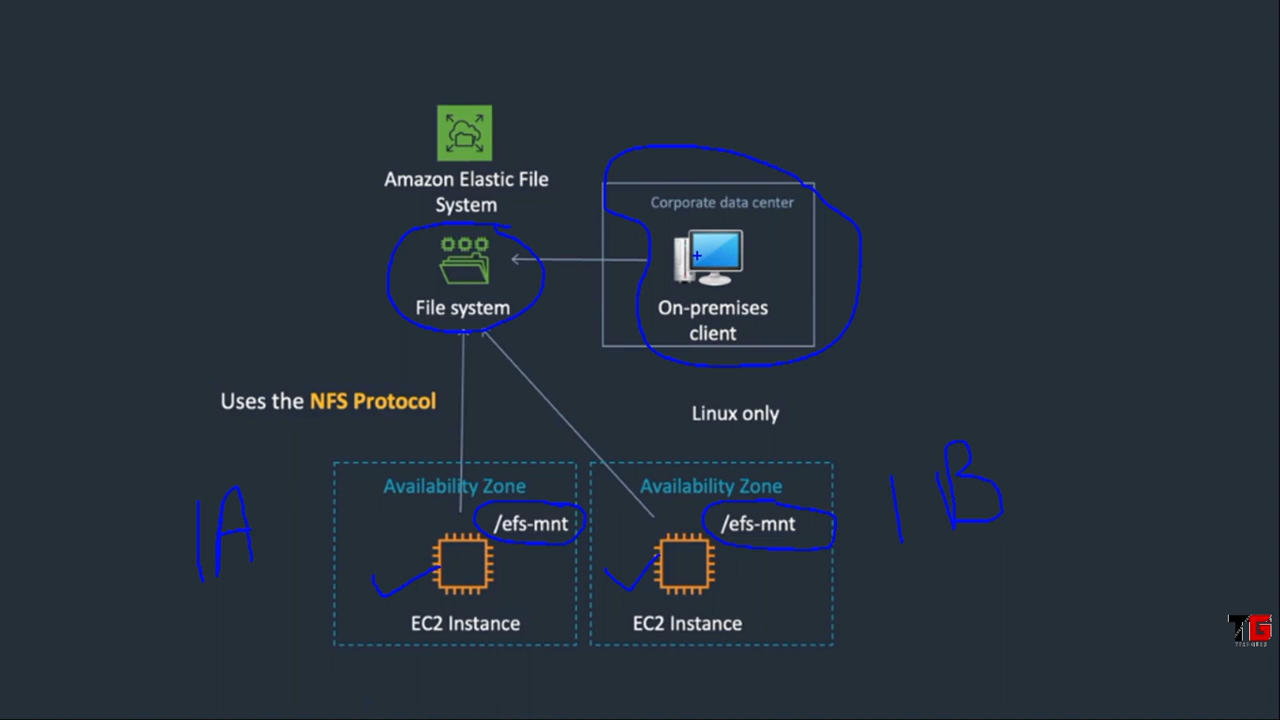 Amazon Elastic File
System
Corporate data center
File system
On-premises
client
Uses the NFS Protocol
Linux only
1A
Availability Zone
/efs-mnt
EC2 Instance
Availability Zone
/efs-mnt
EC2 Instance
1B
TG